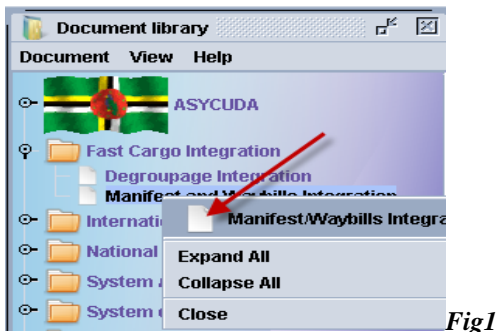 Document library
Document View Help
ASYCUDA
Fast Cargo Integration
Degroupage Integration
Manifest and Waybills Integration
Internati
Manifest/Waybills Integra
National
Expand All
System
Collapse All
System
Close
Fig1